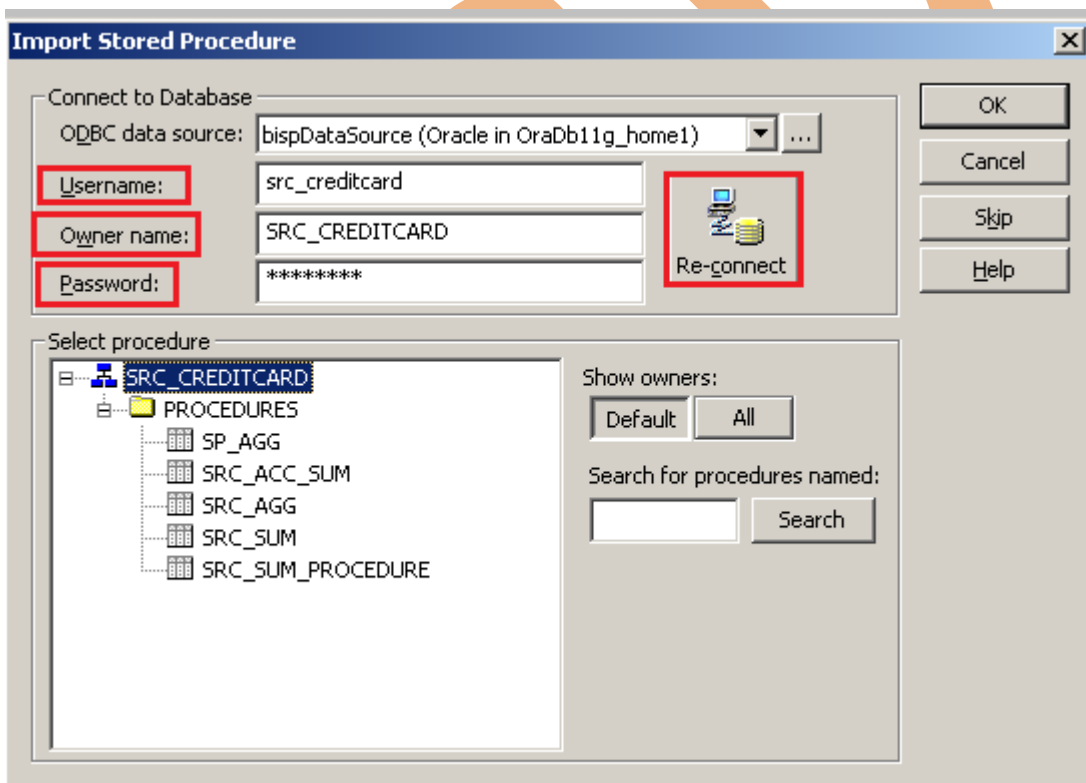 Import Stored Procedure
Connect to Database
ODBC data source: bispDataSource (Oracle in OraDb11g_home1) ...
Username: src_creditcard
Owner name: SRC_CREDITCARD
Password: ********
Re-connect
OK
Cancel
Skip
Help
Select procedure
SRC_CREDITCARD
PROCEDURES
SP_AGG
SRC_ACC_SUM
SRC_AGG
SRC_SUM
SRC_SUM_PROCEDURE
Show owners:
Default All
Search for procedures named:
Search